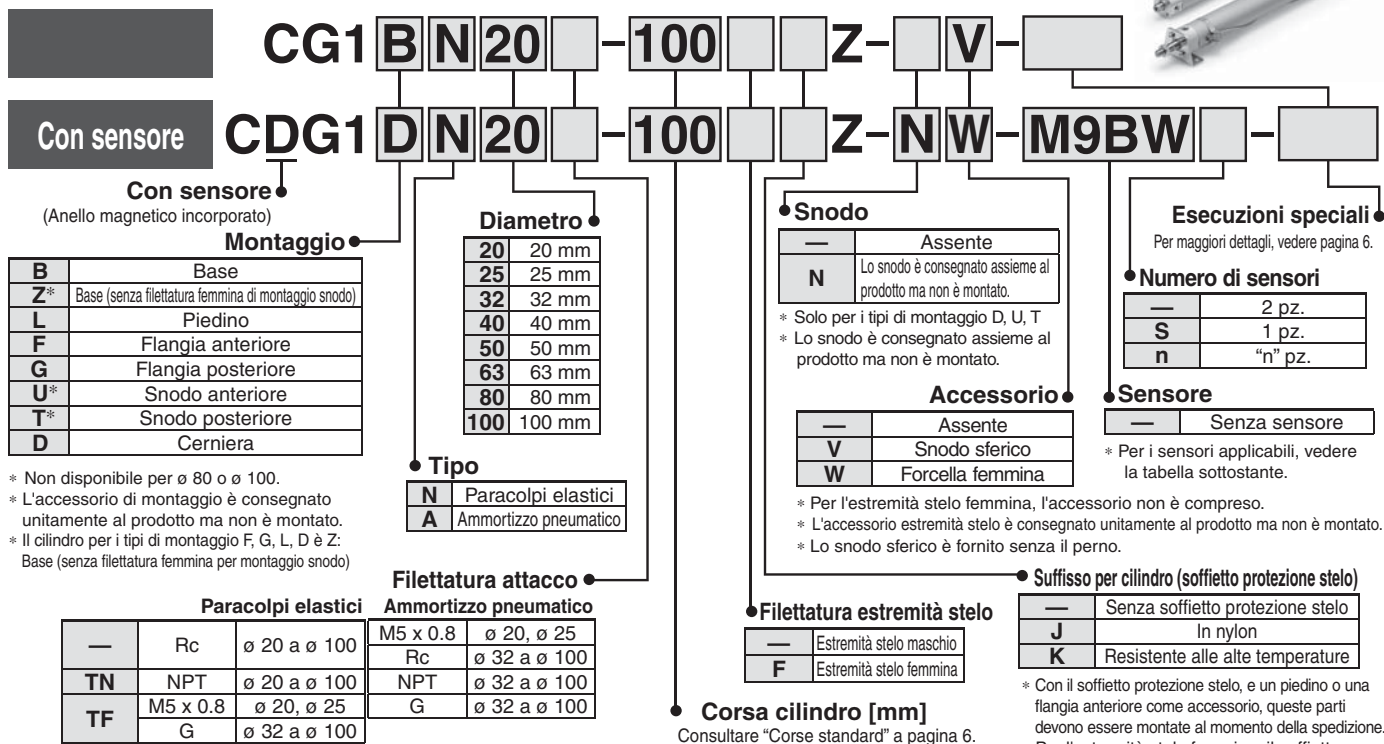 CG1 B N 20 -100 Z- V-
Con sensore CDG1 D N 20 -100 Z-N W-M9BW -
Con sensore
(Anello magnetico incorporato)
Montaggio
B Base
Z* Base (senza filettatura femmina di montaggio snodo)
L Piedino
F Flangia anteriore
G Flangia posteriore
U* Snodo anteriore
T* Snodo posteriore
D Cerniera
* Non disponibile per ø 80 o ø 100.
* L'accessorio di montaggio è consegnato
unitamente al prodotto ma non è montato.
* Il cilindro per i tipi di montaggio F, G, L, D è Z:
Base (senza filettatura femmina per montaggio snodo)
Diametro
20 20 mm
25 25 mm
32 32 mm
40 40 mm
50 50 mm
63 63 mm
80 80 mm
100 100 mm
Tipo
N Paracolpi elastici
A Ammortizzo pneumatico
Filettatura attacco
Paracolpi elastici Ammortizzo pneumatico
— Rc ø 20 a ø 100 M5 x 0.8 ø 20, ø 25
Rc ø 32 a ø 100
TN NPT ø 20 a ø 100 NPT ø 32 a ø 100
TF M5 x 0.8 ø 20, ø 25 G ø 32 a ø 100
G ø 32 a ø 100
Snodo
— Assente
N Lo snodo è consegnato assieme al
prodotto ma non è montato.
* Solo per i tipi di montaggio D, U, T
* Lo snodo è consegnato assieme al
prodotto ma non è montato.
Accessorio
— Assente
V Snodo sferico
W Forcella femmina
* Per l'estremità stelo femmina, l'accessorio non è compreso.
* L'accessorio estremità stelo è consegnato unitamente al prodotto ma non è montato.
* Lo snodo sferico è fornito senza il perno.
Esecuzioni speciali
Per maggiori dettagli, vedere pagina 6.
Numero di sensori
— 2 pz.
S 1 pz.
n “n” pz.
Sensore
— Senza sensore
* Per i sensori applicabili, vedere
la tabella sottostante.
Filettatura estremità stelo
— Estremità stelo maschio
F Estremità stelo femmina
Corsa cilindro [mm]
Consultare “Corse standard” a pagina 6.
Suffisso per cilindro (soffietto protezione stelo)
— Senza soffietto protezione stelo
J In nylon
K Resistente alle alte temperature
* Con il soffietto protezione stelo, e un piedino o una
flangia anteriore come accessorio, queste parti
devono essere montate al momento della spedizione.